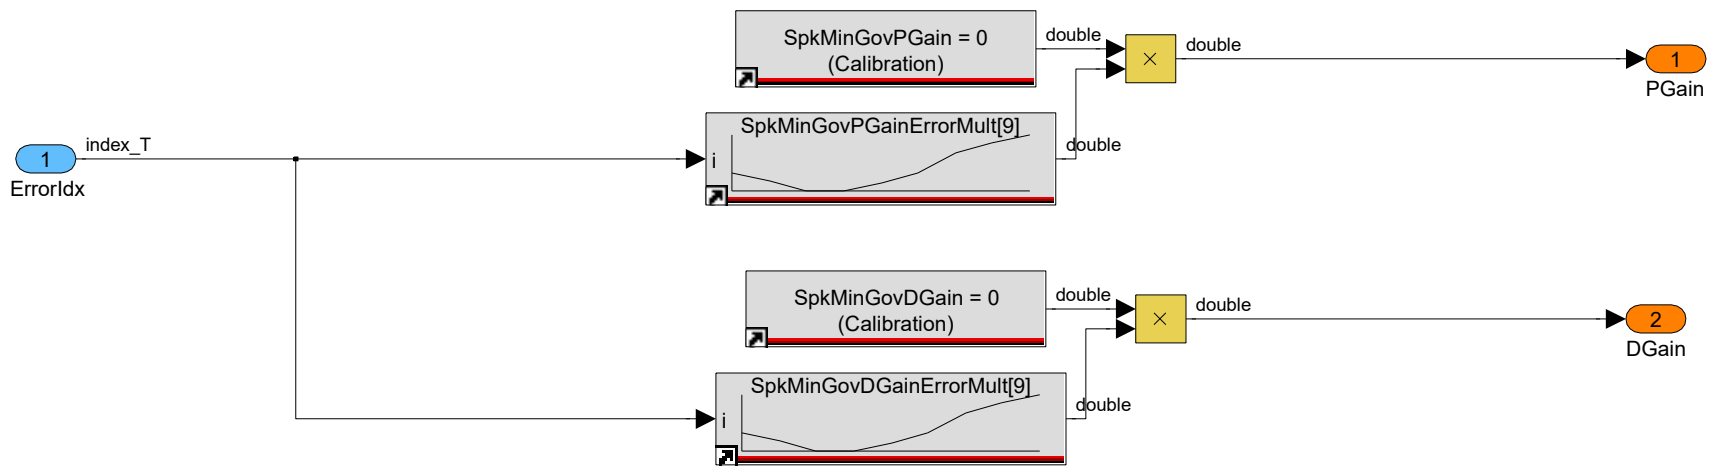 SpkMinGovPGain = 0
(Calibration)
double
double
1
PGain
SpkMinGovPGainErrorMult[9]
i
double
1
index_T
ErrorIdx
SpkMinGovDGain = 0
(Calibration)
double
double
2
DGain
SpkMinGovDGainErrorMult[9]
i
double